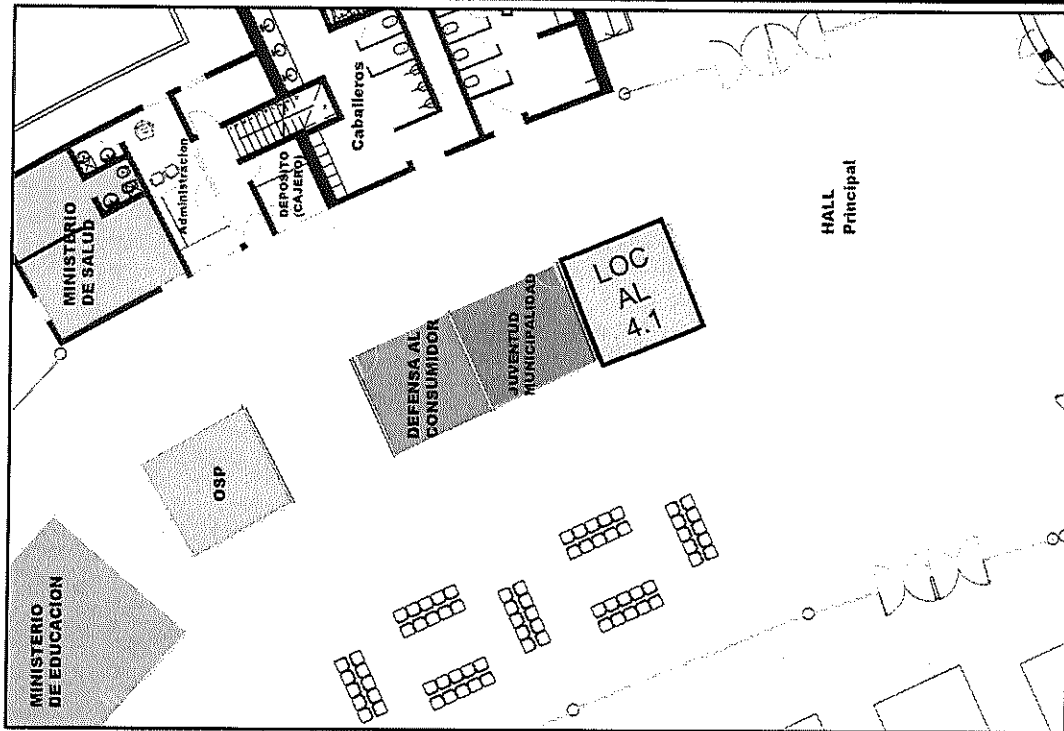 MINISTERIO
DE EDUCACION
OSP
MINISTERIO
DE SALUD
Administracion
DEPOSITO
(CAJERO)
Caballeros
DEFENSA AL
CONSUMIDOR
JUVENTUD
MUNICIPALIDAD
LOC
AL
4.1
HALL
Principal